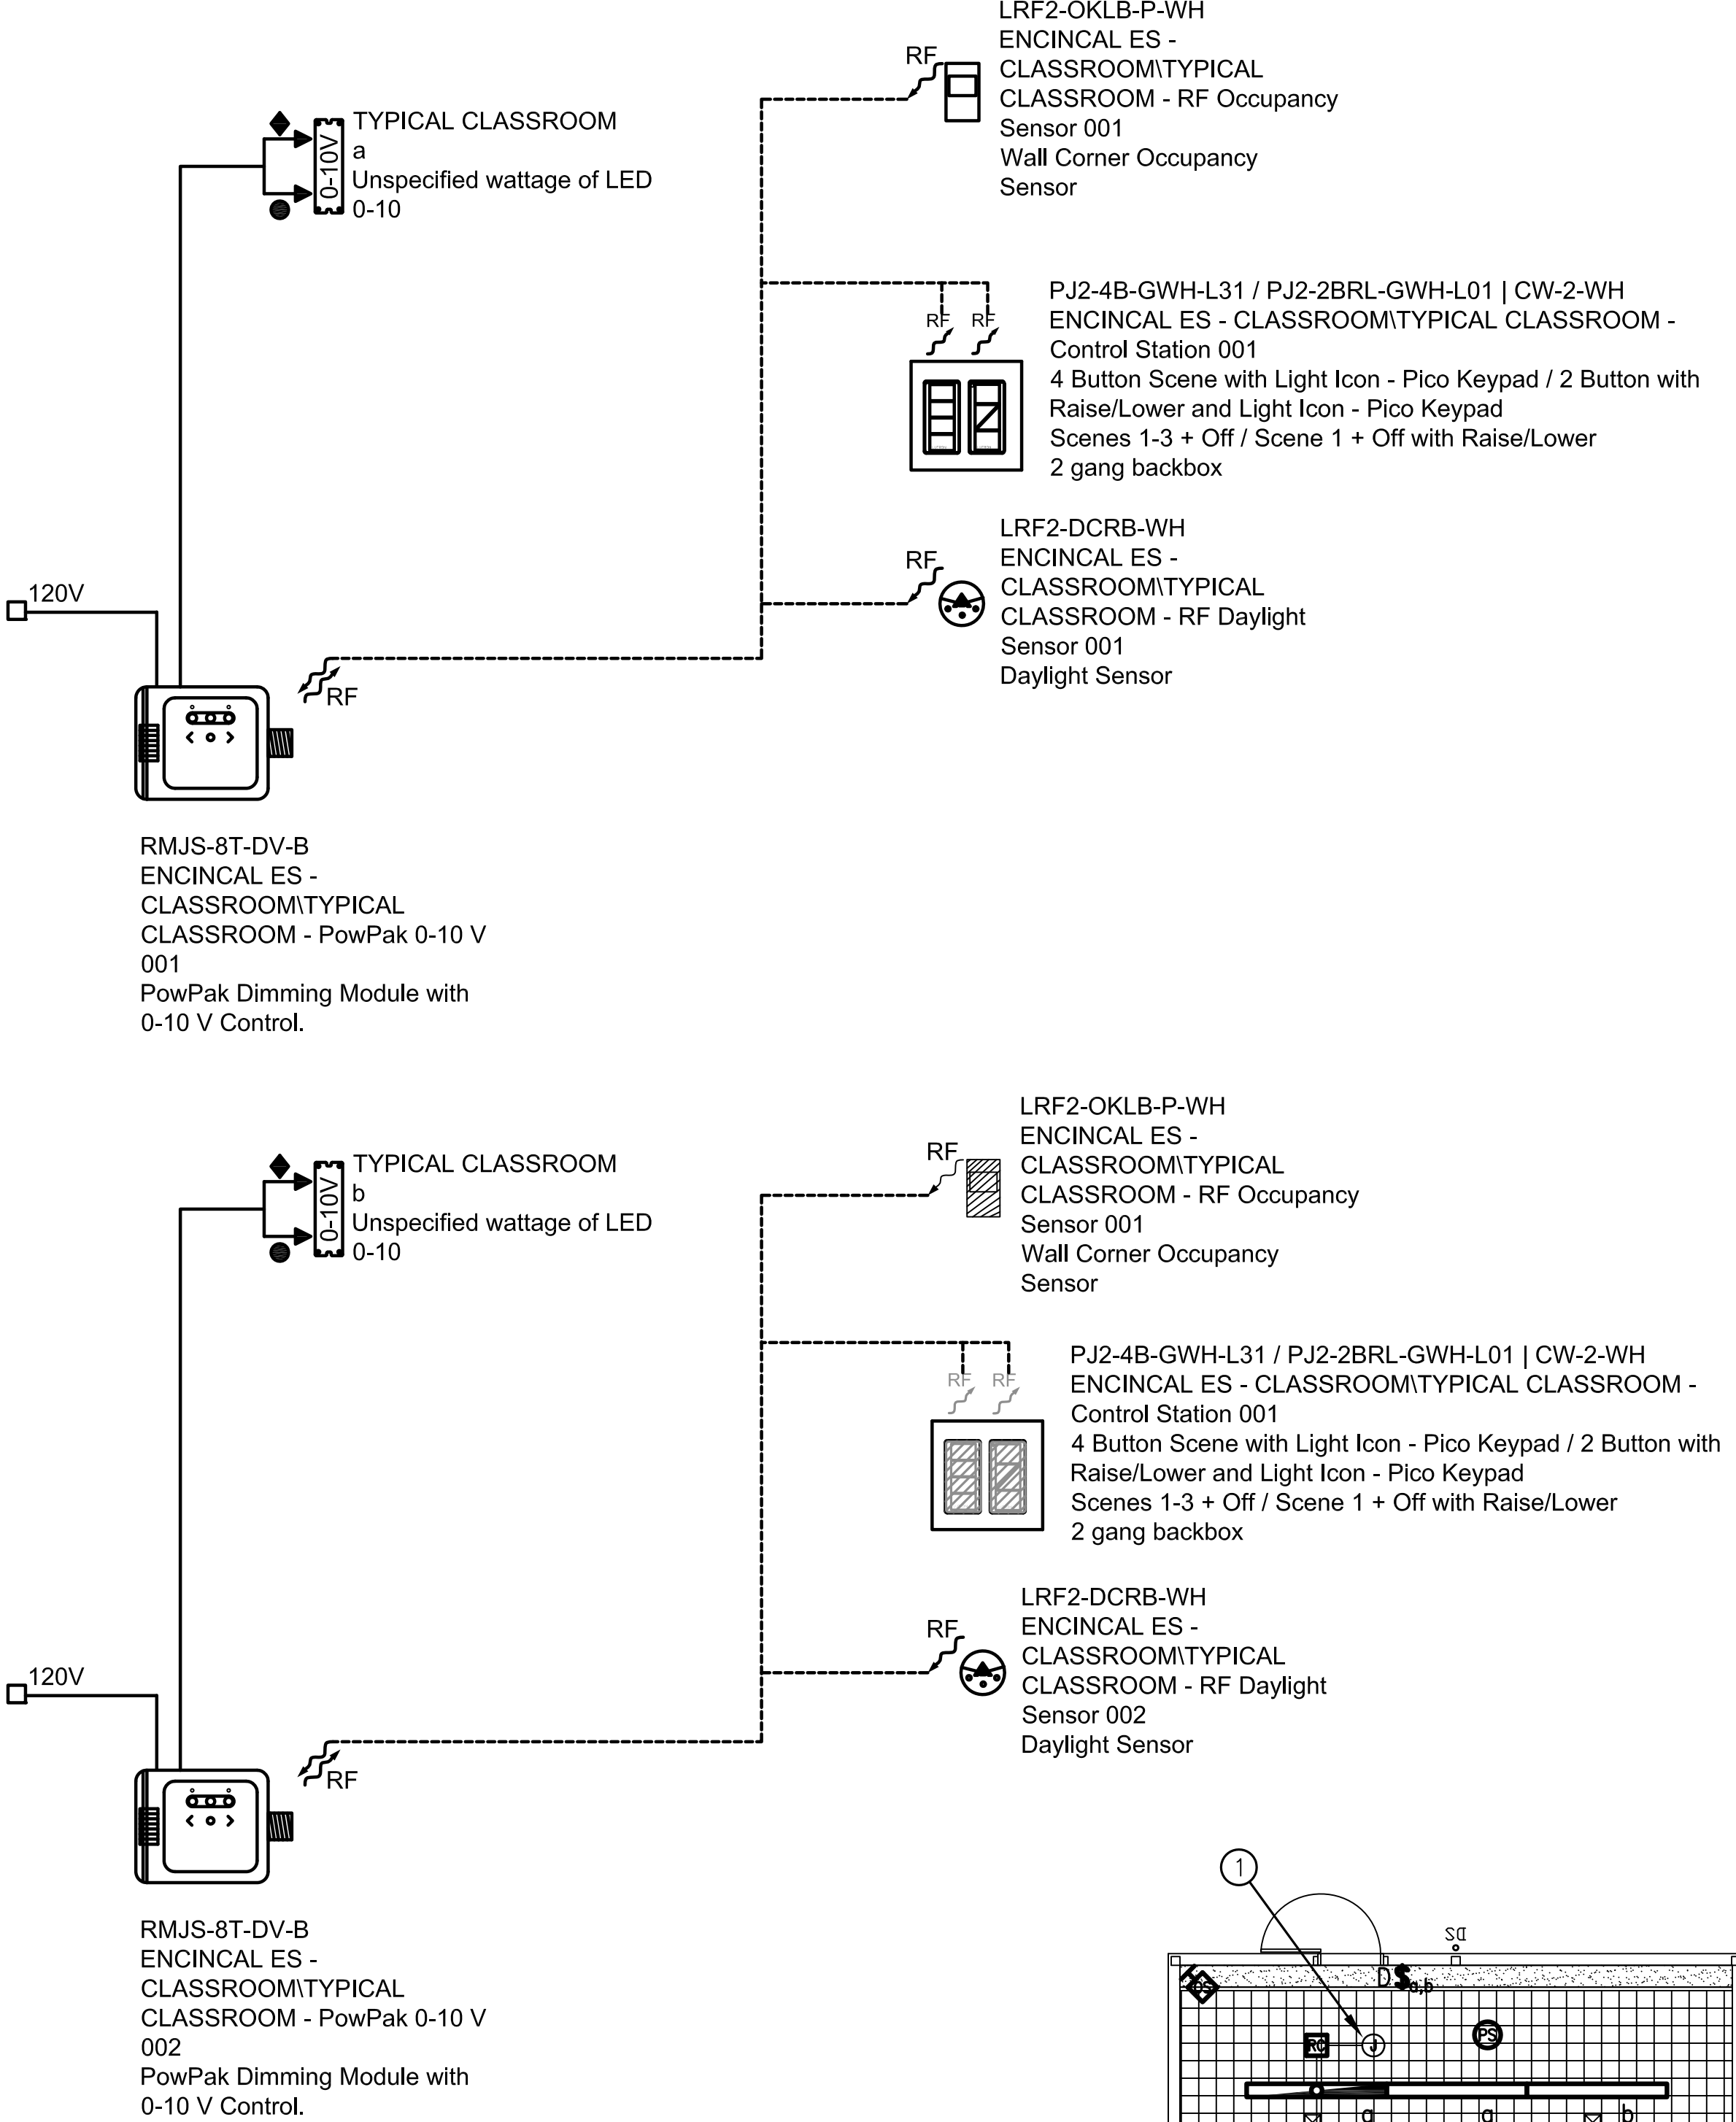 LRF2-OKLB-P-WH
ENCINCAL ES -
CLASSROOM\TYPICAL
CLASSROOM - RF Occupancy
Sensor 001
Wall Corner Occupancy
Sensor
RF
TYPICAL CLASSROOM
a
Unspecified wattage of LED
0-10
0-10V
PJ2-4B-GWH-L31 / PJ2-2BRL-GWH-L01 | CW-2-WH
ENCINCAL ES - CLASSROOM\TYPICAL CLASSROOM -
Control Station 001
4 Button Scene with Light Icon - Pico Keypad / 2 Button with
Raise/Lower and Light Icon - Pico Keypad
Scenes 1-3 + Off / Scene 1 + Off with Raise/Lower
2 gang backbox
RF RF
LRF2-DCRB-WH
ENCINCAL ES -
CLASSROOM\TYPICAL
CLASSROOM - RF Daylight
Sensor 001
Daylight Sensor
RF
120V
RF
RMJS-8T-DV-B
ENCINCAL ES -
CLASSROOM\TYPICAL
CLASSROOM - PowPak 0-10 V
001
PowPak Dimming Module with
0-10 V Control.
LRF2-OKLB-P-WH
ENCINCAL ES -
CLASSROOM\TYPICAL
CLASSROOM - RF Occupancy
Sensor 001
Wall Corner Occupancy
Sensor
RF
TYPICAL CLASSROOM
b
Unspecified wattage of LED
0-10
0-10V
PJ2-4B-GWH-L31 / PJ2-2BRL-GWH-L01 | CW-2-WH
ENCINCAL ES - CLASSROOM\TYPICAL CLASSROOM -
Control Station 001
4 Button Scene with Light Icon - Pico Keypad / 2 Button with
Raise/Lower and Light Icon - Pico Keypad
Scenes 1-3 + Off / Scene 1 + Off with Raise/Lower
2 gang backbox
RF RF
LRF2-DCRB-WH
ENCINCAL ES -
CLASSROOM\TYPICAL
CLASSROOM - RF Daylight
Sensor 002
Daylight Sensor
RF
120V
RF
RMJS-8T-DV-B
ENCINCAL ES -
CLASSROOM\TYPICAL
CLASSROOM - PowPak 0-10 V
002
PowPak Dimming Module with
0-10 V Control.
1
DS
OS
D $a,b
RC J PS
a a b